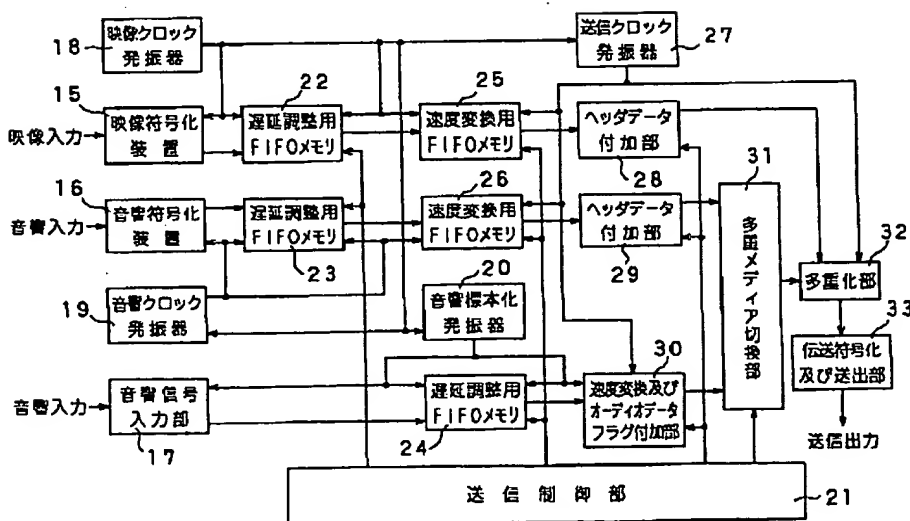 18
映像クロック
発振器
送信クロック
発振器
27
15
22
25
映像入力
映像符号化
装置
遅延調整用
FIFOメモリ
速度変換用
FIFOメモリ
ヘッダデータ
付加部
28
31
16
26
音響入力
音響符号化
装置
遅延調整用
FIFOメモリ
23
速度変換用
FIFOメモリ
ヘッダデータ
付加部
29
多重メディア切換部
32
多重化部
20
19
音響クロック
発振器
音響標本化
発振器
33
伝送符号化
及び送出部
30
音響入力
音響信号
入力部
17
遅延調整用
FIFOメモリ
24
速度変換及び
オーディオデータ
フラグ付加部
送信出力
送信制御部
21